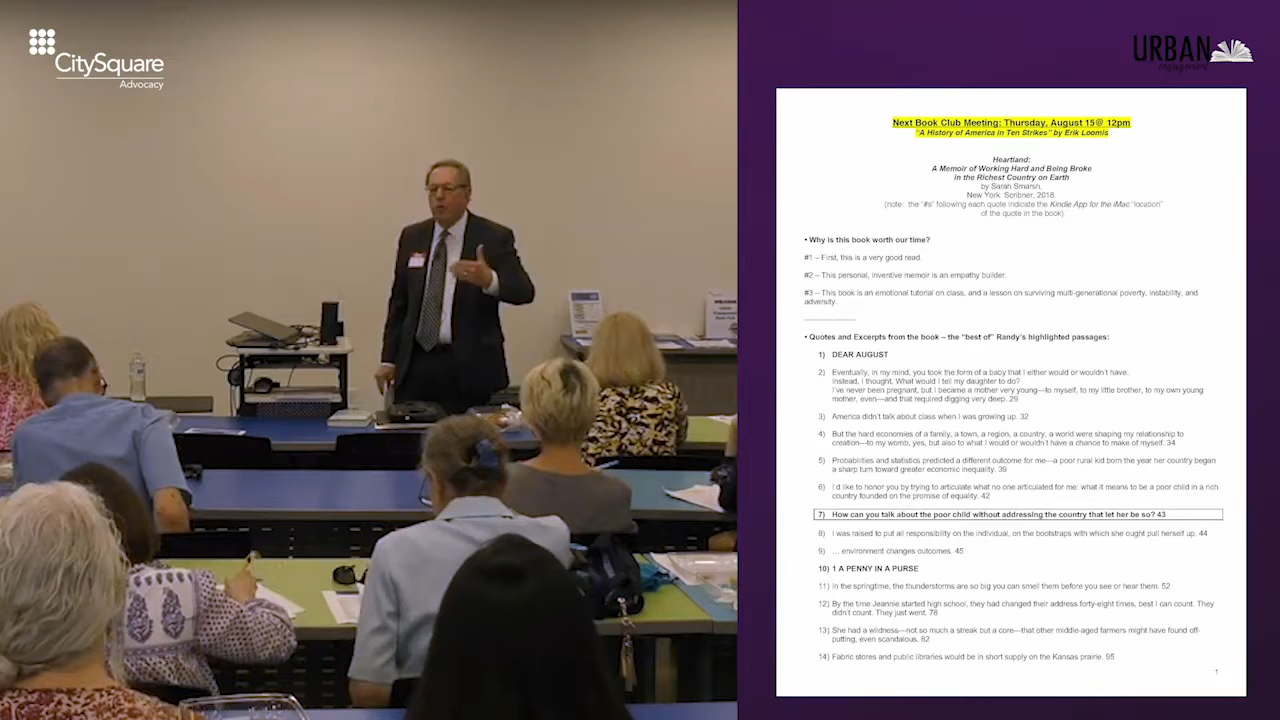 CitySquare
Advocacy
URBAN
engagement
Next Book Club Meeting: Thursday, August 15@ 12pm
"A History of America in Ten Strikes" by Erik Loomis
Heartland:
A Memoir of Working Hard and Being Broke
in the Richest Country on Earth
by Sarah Smarsh.
New York: Scribner, 2018.
(note: the "#s" following each quote indicate the Kindle App for the iMac "location"
of the quote in the book).
• Why is this book worth our time?
#1 – First, this is a very good read.
#2 – This personal, inventive memoir is an empathy builder.
#3 – This book is an emotional tutorial on class, and a lesson on surviving multi-generational poverty, instability, and
adversity.
• Quotes and Excerpts from the book – the "best of" Randy's highlighted passages:
1) DEAR AUGUST
2) Eventually, in my mind, you took the form of a baby that I either would or wouldn't have.
Instead, I thought, What would I tell my daughter to do?
I've never been pregnant, but I became a mother very young—to myself, to my little brother, to my own young
mother, even—and that required digging very deep. 29
3) America didn't talk about class when I was growing up. 32
4) But the hard economies of a family, a town, a region, a country, a world were shaping my relationship to
creation—to my womb, yes, but also to what I would or wouldn't have a chance to make of myself. 34
5) Probabilities and statistics predicted a different outcome for me—a poor rural kid born the year her country began
a sharp turn toward greater economic inequality. 39
6) I'd like to honor you by trying to articulate what no one articulated for me: what it means to be a poor child in a rich
country founded on the promise of equality. 42
7) How can you talk about the poor child without addressing the country that let her be so? 43
8) I was raised to put all responsibility on the individual, on the bootstraps with which she ought pull herself up. 44
9) … environment changes outcomes. 45
10) 1 A PENNY IN A PURSE
11) In the springtime, the thunderstorms are so big you can smell them before you see or hear them. 52
12) By the time Jeannie started high school, they had changed their address forty-eight times, best I can count. They
didn't count. They just went. 78
13) She had a wildness—not so much a streak but a core—that other middle-aged farmers might have found off-
putting, even scandalous. 82
14) Fabric stores and public libraries would be in short supply on the Kansas prairie. 95
1